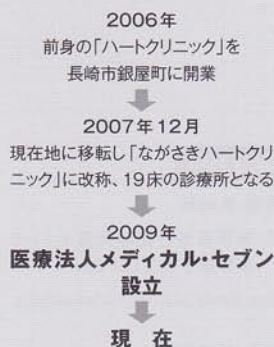 2006年
前身の「ハートクリニック」を
長崎市銀屋町に開業
2007年12月
現在地に移転し「ながさきハートクリ
ニック」に改称、19床の診療所となる
2009年
医療法人メディカル・セブン
設立
現 在